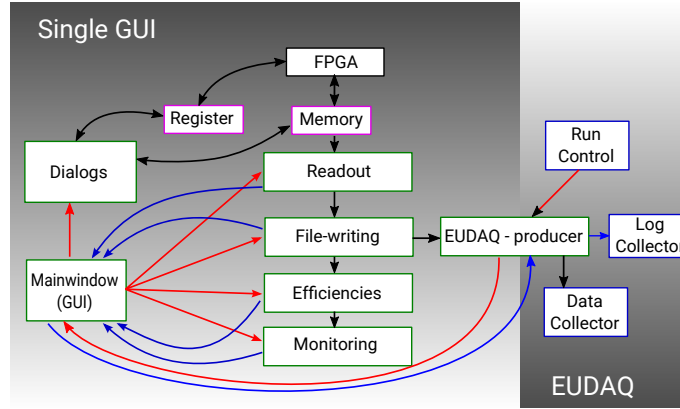 Single GUI
FPGA
Register
Memory
Run
Control
Dialogs
Readout
File-writing
EUDAQ - producer
Log
Collector
Mainwindow
(GUI)
Efficiencies
Data
Collector
Monitoring
EUDAQ